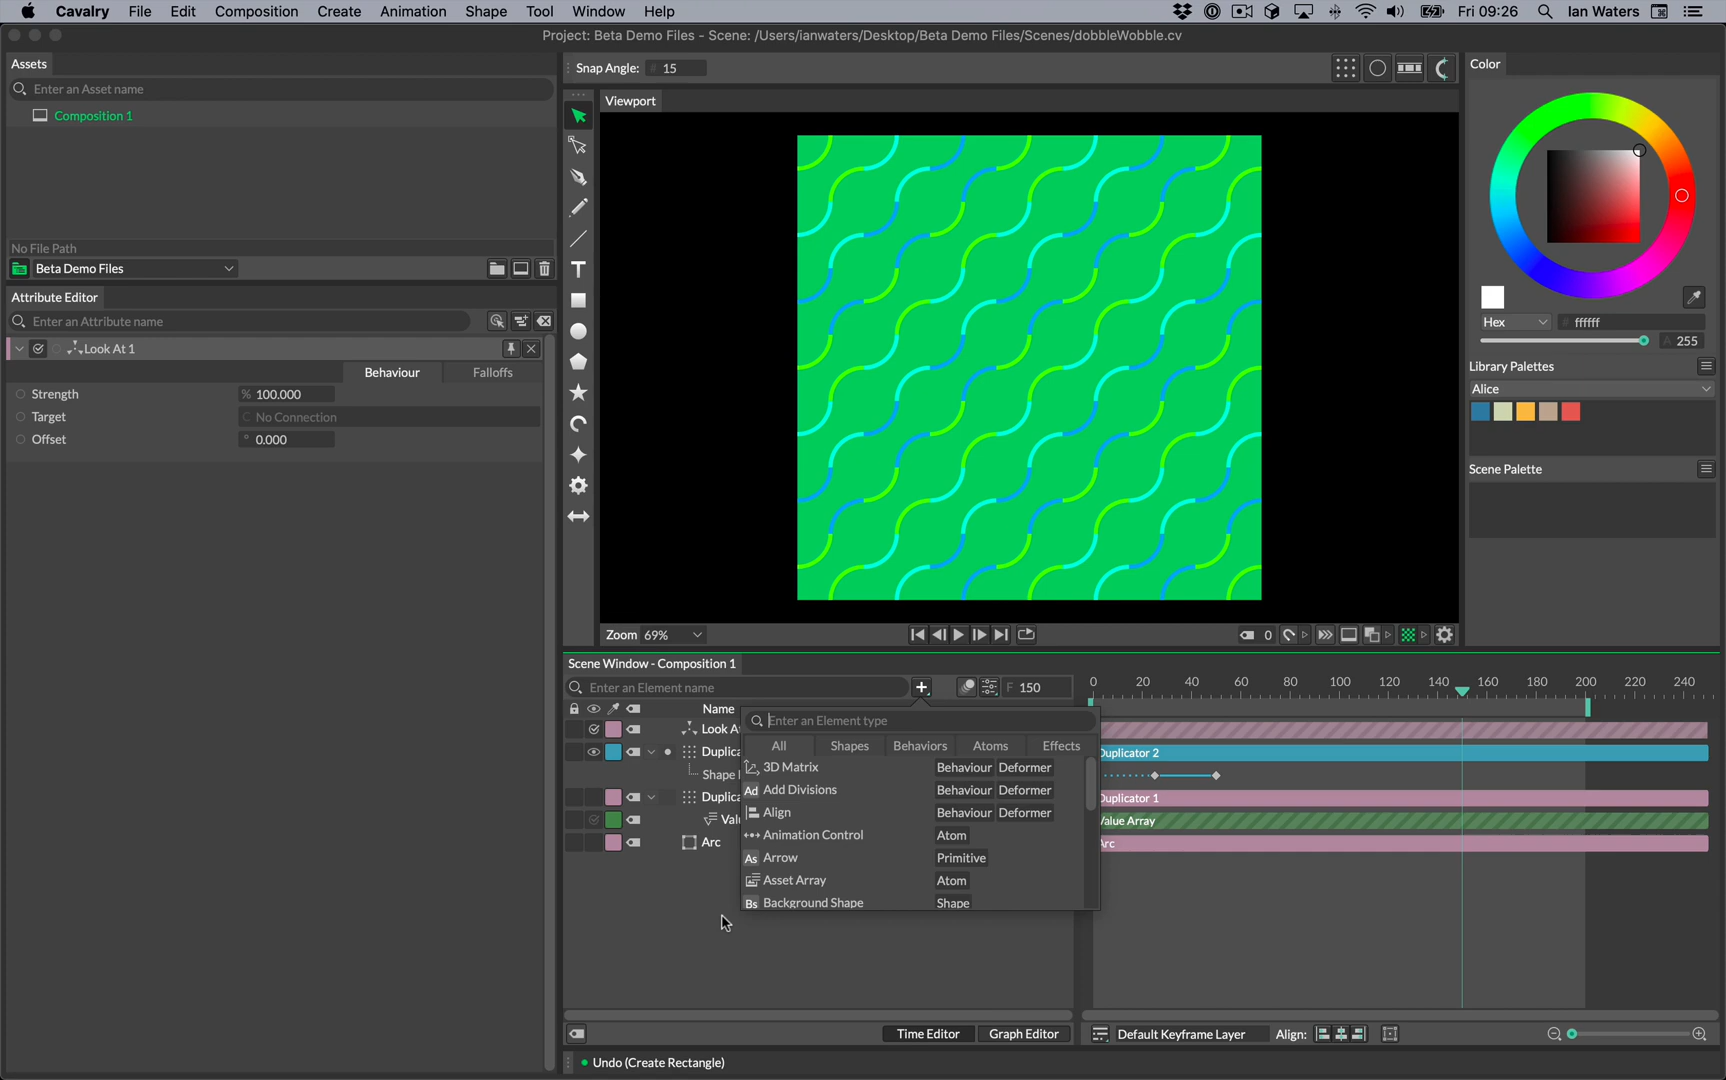 Cavalry File Edit Composition Create Animation Shape Tool Window Help Fri 09:26 Ian Waters
Project: Beta Demo Files - Scene: /Users/ianwaters/Desktop/Beta Demo Files/Scenes/dobbleWobble.cv
Assets
Enter an Asset name
Composition 1
No File Path
Beta Demo Files
Attribute Editor
Enter an Attribute name
Look At 1
Behaviour Falloffs
Strength % 100.000
Target C No Connection
Offset ° 0.000
Snap Angle: # 15
Viewport
Zoom 69%
0
Color
Hex # ffffff A 255
Library Palettes
Alice
Scene Palette
Scene Window - Composition 1
Enter an Element name F 150
0 20 40 60 80 100 120 140 160 180 200 220 240
Name
Look At
Duplica
Shape
Duplica
Valu
Arc
Enter an Element type
All Shapes Behaviors Atoms Effects
3D Matrix Behaviour Deformer
Ad Add Divisions Behaviour Deformer
Align Behaviour Deformer
Animation Control Atom
As Arrow Primitive
Asset Array Atom
Bs Background Shape Shape
Duplicator 2
Duplicator 1
Value Array
Arc
Time Editor Graph Editor
Default Keyframe Layer Align:
Undo (Create Rectangle)